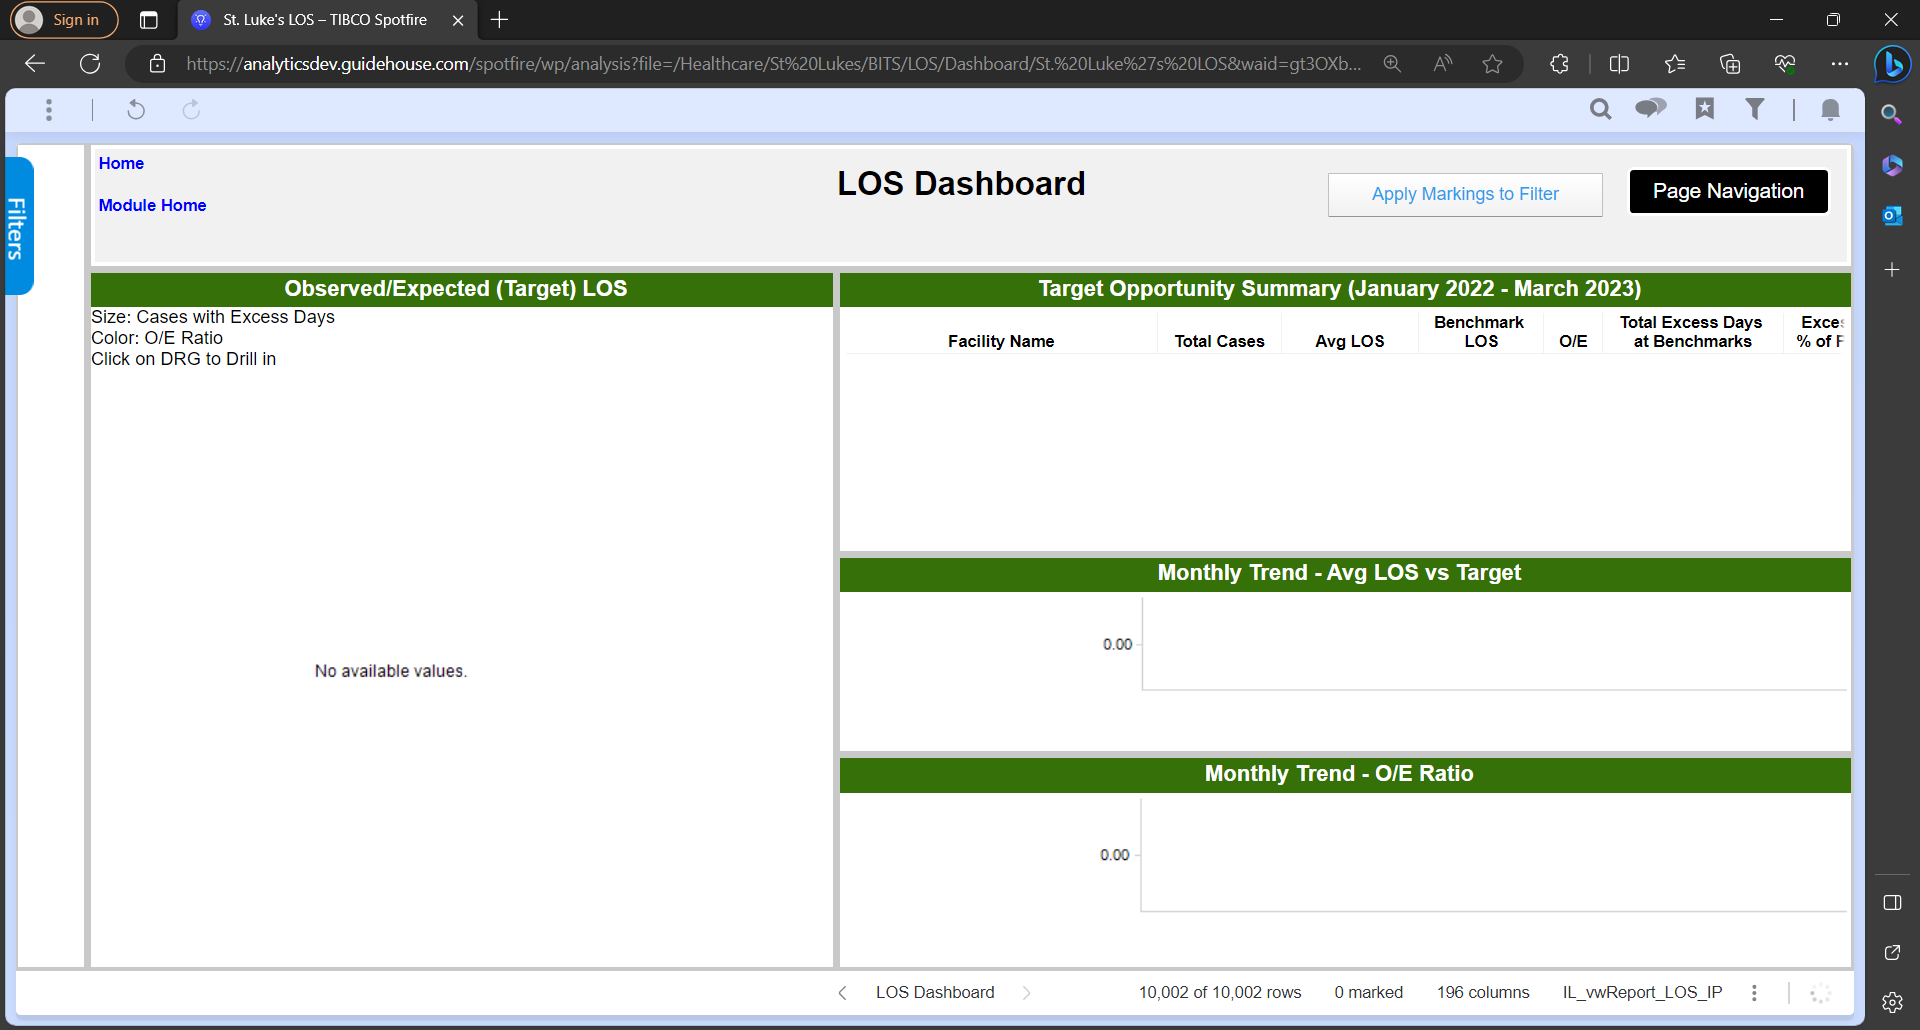 Sign in
St. Luke's LOS – TIBCO Spotfire
https://analyticsdev.guidehouse.com/spotfire/wp/analysis?file=/Healthcare/St%20Lukes/BITS/LOS/Dashboard/St.%20Luke%27s%20LOS&waid=gt3OXb...
Filters
Home
Module Home
LOS Dashboard
Apply Markings to Filter
Page Navigation
Observed/Expected (Target) LOS
Size: Cases with Excess Days
Color: O/E Ratio
Click on DRG to Drill in
No available values.
Target Opportunity Summary (January 2022 - March 2023)
Facility Name
Total Cases
Avg LOS
Benchmark
LOS
O/E
Total Excess Days
at Benchmarks
% of
Monthly Trend - Avg LOS vs Target
0.00
Monthly Trend - O/E Ratio
0.00
LOS Dashboard
10,002 of 10,002 rows
0 marked
196 columns
IL_vwReport_LOS_IP